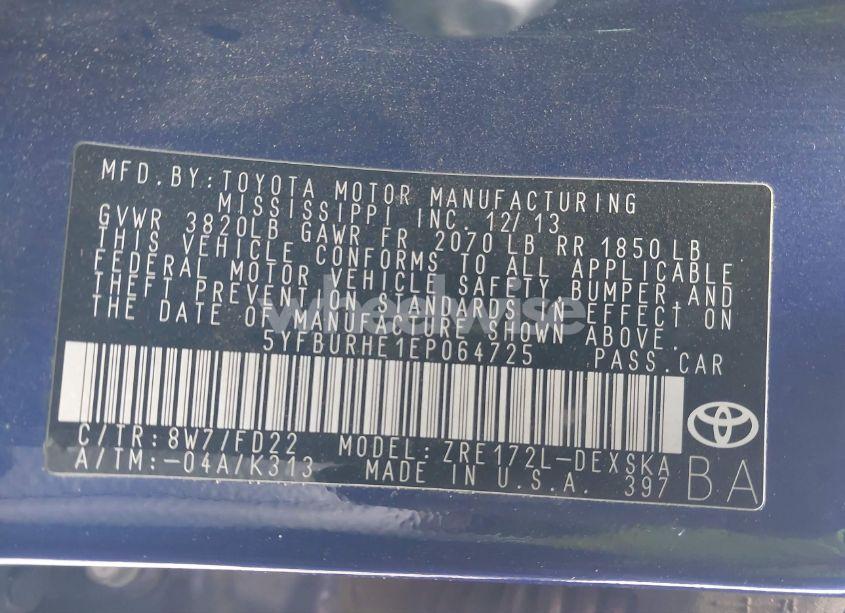 MFD.BY:TOYOTA MOTOR MANUFACTURING
MISSISSIPPI INC. 12/13
GVWR 3820LB GAWR FR 2070 LB RR 1850 LB
THIS VEHICLE CONFORMS TO ALL APPLICABLE
FEDERAL MOTOR VEHICLE SAFETY BUMPER AND
THEFT PREVENTION STANDARDS IN EFFECT ON
THE DATE OF MANUFACTURE SHOWN ABOVE.
5YFBURHE1EP064725 PASS.CAR
C/TR:8W7/FD22 MODEL:ZRE172L-DEXSKA
A/TM:-04A/K313 MADE IN U.S.A. 397 BA
wheelwise